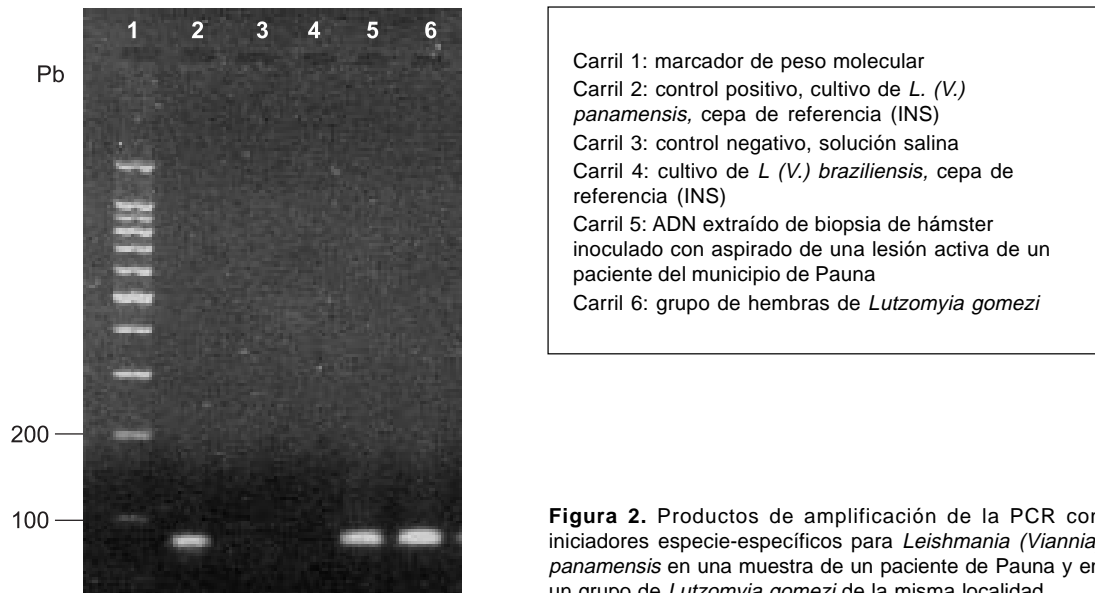 1 2 3 4 5 6
Pb
200
100
Carril 1: marcador de peso molecular
Carril 2: control positivo, cultivo de L. (V.)
panamensis, cepa de referencia (INS)
Carril 3: control negativo, solución salina
Carril 4: cultivo de L (V.) braziliensis, cepa de
referencia (INS)
Carril 5: ADN extraído de biopsia de hámster
inoculado con aspirado de una lesión activa de un
paciente del municipio de Pauna
Carril 6: grupo de hembras de Lutzomyia gomezi
Figura 2. Productos de amplificación de la PCR con
iniciadores especie-específicos para Leishmania (Viannia
panamensis en una muestra de un paciente de Pauna y en
un grupo de Lutzomyia gomezi de la misma localidad